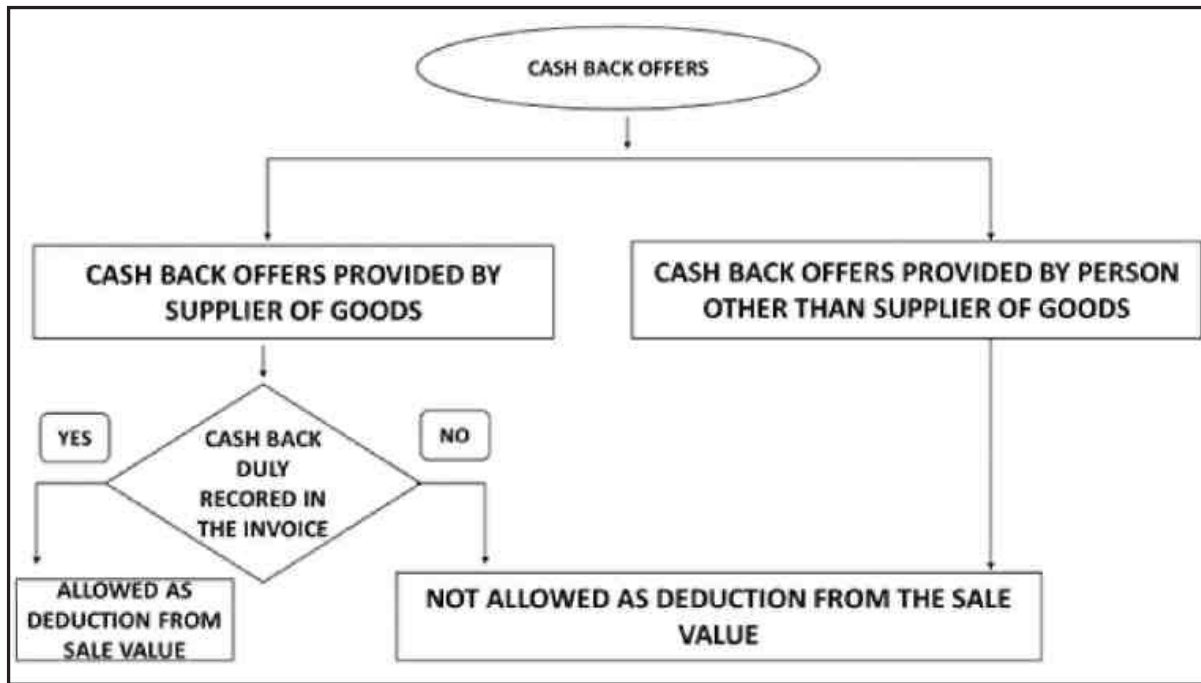 CASH BACK OFFERS
CASH BACK OFFERS PROVIDED BY
SUPPLIER OF GOODS
CASH BACK OFFERS PROVIDED BY PERSON
OTHER THAN SUPPLIER OF GOODS
YES
CASH BACK
DULY
RECORED IN
THE INVOICE
NO
ALLOWED AS
DEDUCTION FROM
SALE VALUE
NOT ALLOWED AS DEDUCTION FROM THE SALE
VALUE